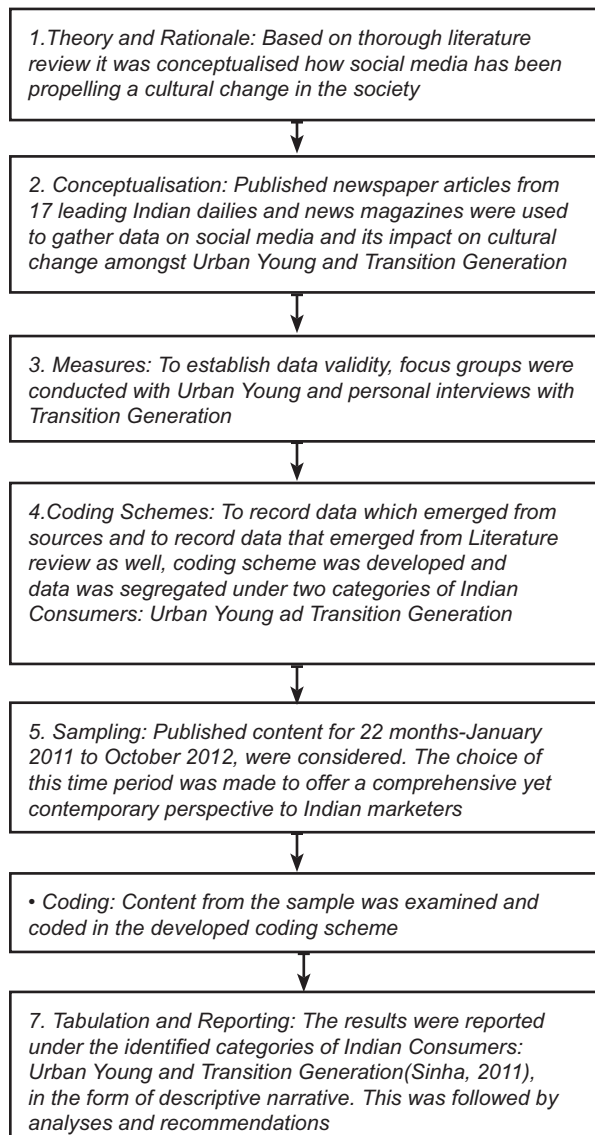 1.Theory and Rationale: Based on thorough literature
review it was conceptualised how social media has been
propelling a cultural change in the society
2. Conceptualisation: Published newspaper articles from
17 leading Indian dailies and news magazines were used
to gather data on social media and its impact on cultural
change amongst Urban Young and Transition Generation
3. Measures: To establish data validity, focus groups were
conducted with Urban Young and personal interviews with
Transition Generation
4.Coding Schemes: To record data which emerged from
sources and to record data that emerged from Literature
review as well, coding scheme was developed and
data was segregated under two categories of Indian
Consumers: Urban Young ad Transition Generation
5. Sampling: Published content for 22 months-January
2011 to October 2012, were considered. The choice of
this time period was made to offer a comprehensive yet
contemporary perspective to Indian marketers
• Coding: Content from the sample was examined and
coded in the developed coding scheme
7. Tabulation and Reporting: The results were reported
under the identified categories of Indian Consumers:
Urban Young and Transition Generation(Sinha, 2011),
in the form of descriptive narrative. This was followed by
analyses and recommendations